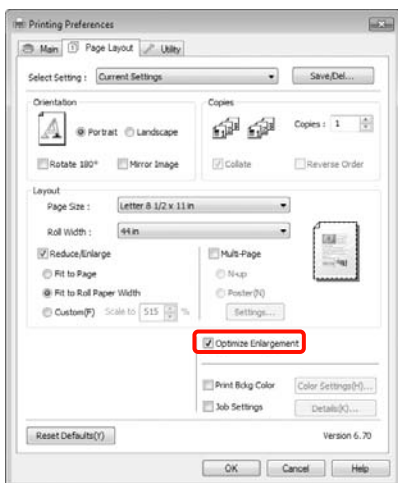 Printing Preferences
Main Page Layout Utility
Select Setting : Current Settings Save/Del...
Orientation Copies
Portrait Landscape Copies : 1
Rotate 180° Mirror Image Collate Reverse Order
Layout
Page Size : Letter 8 1/2 x 11 in
Roll Width : 44 in
Reduce/Enlarge Multi-Page
Fit to Page N-up
Fit to Roll Paper Width Poster(N)
Custom(F) Scale to 515 % Settings...
Optimize Enlargement
Print Bckg Color Color Settings(H)...
Job Settings Details(K)...
Reset Defaults(Y) Version 6.70
OK Cancel Help